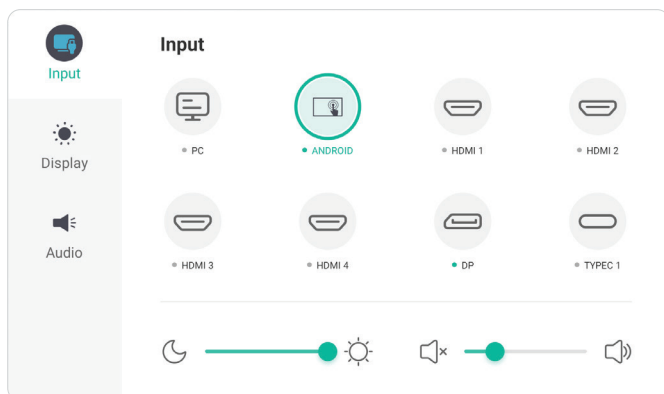 Input
Input
PC
ANDROID
HDMI 1
HDMI 2
Display
HDMI 3
HDMI 4
DP
TYPEC 1
Audio